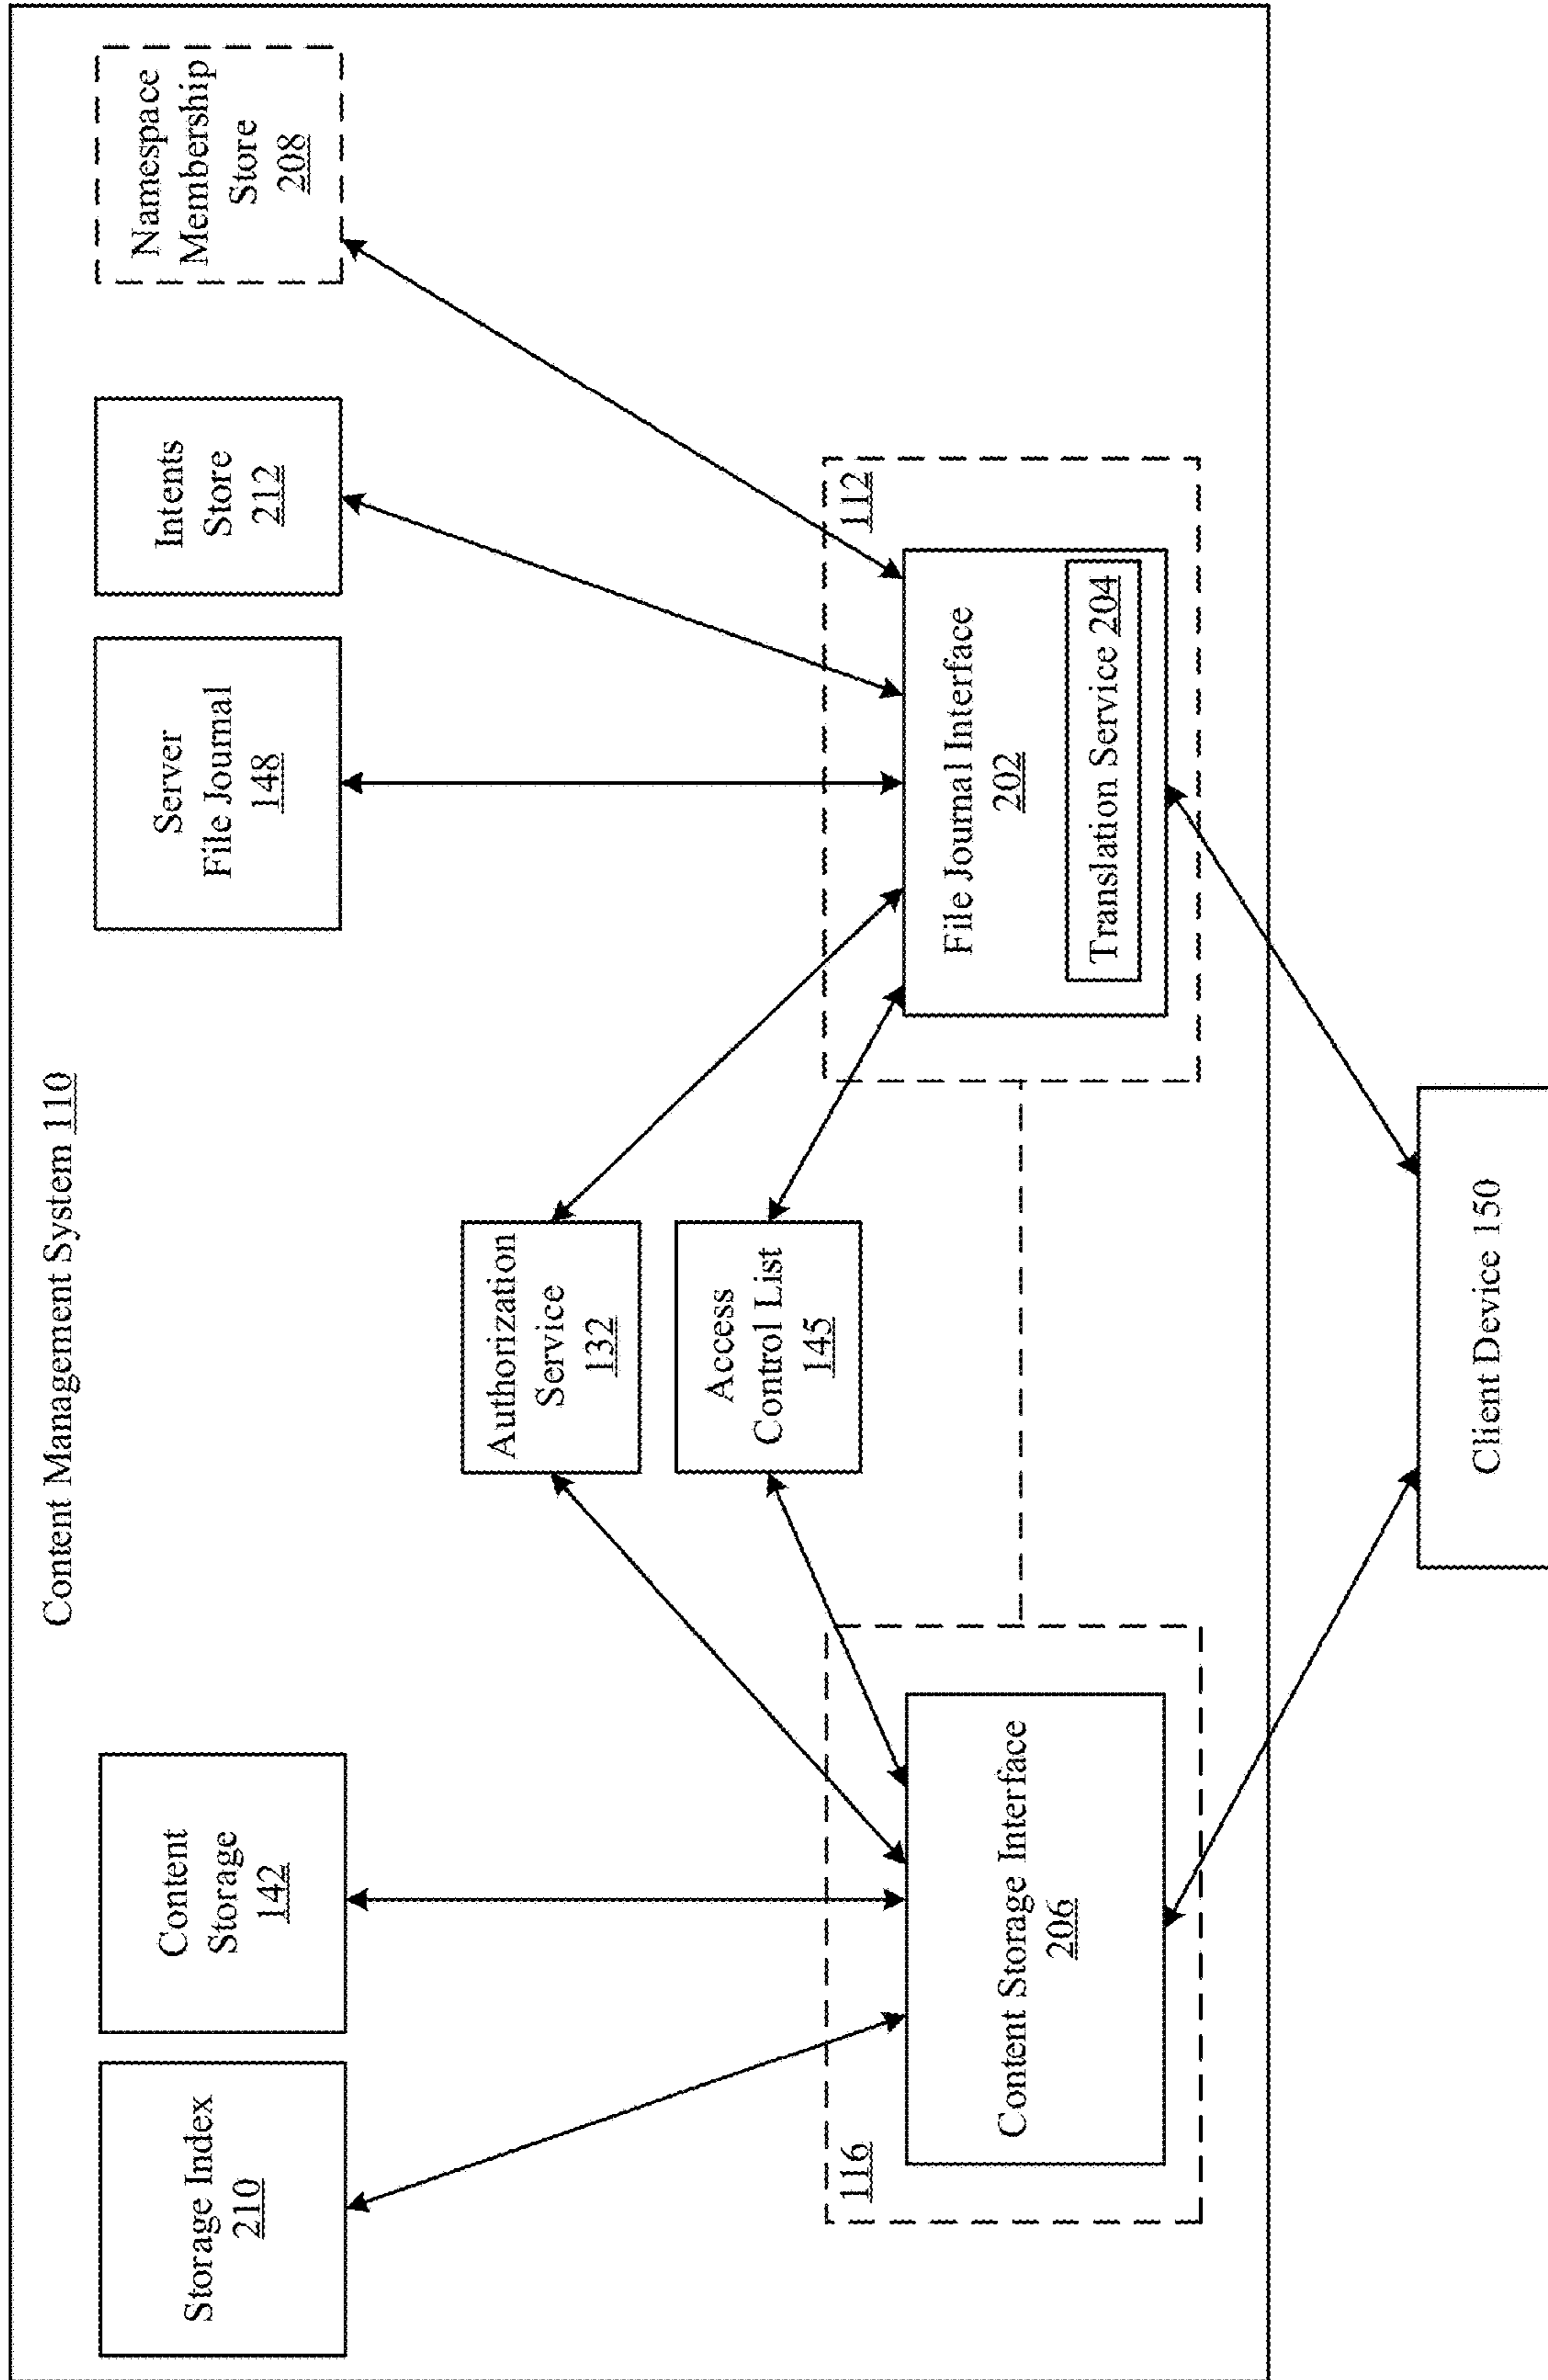 Content Management System 110
Storage Index
210
Content
Storage
142
Server
File Journal
148
Intents
Store
212
Namespace
Membership
Store
208
Authorization
Service
132
Access
Control List
145
116
Content Storage Interface
206
112
File Journal Interface
202
Translation Service 204
Client Device 150